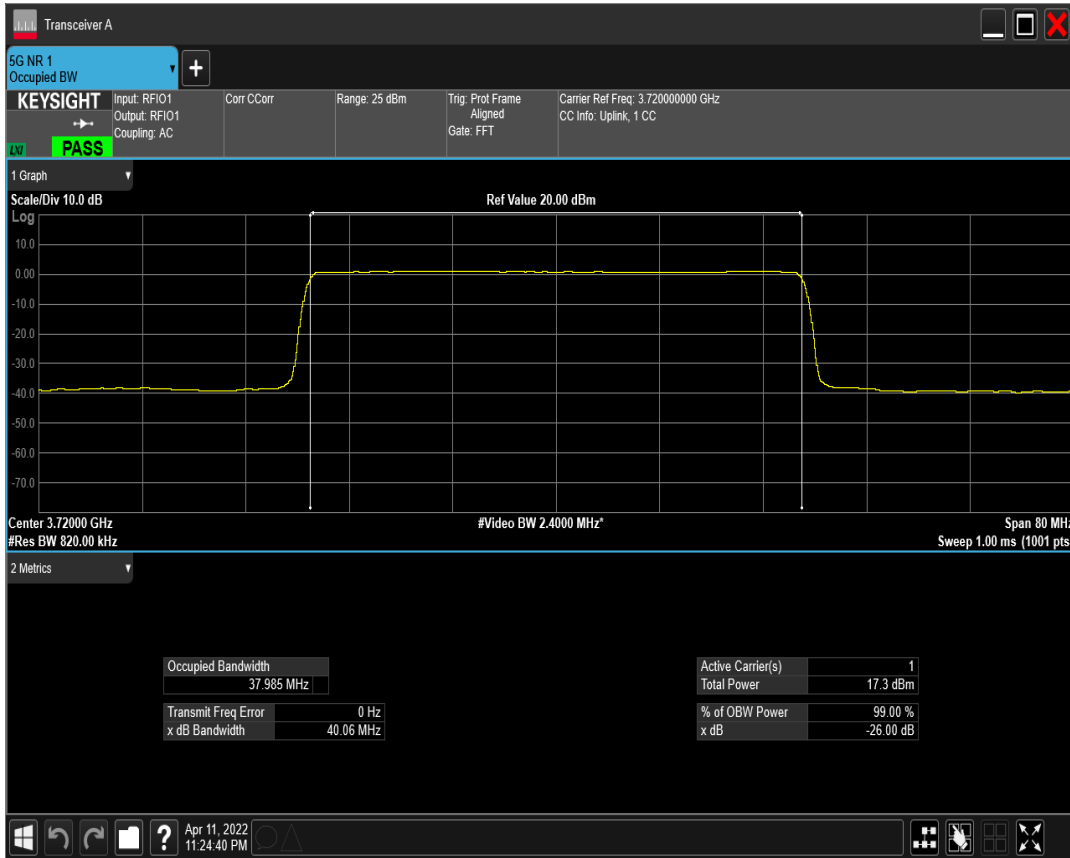 Transceiver A
5G NR 1
Occupied BW
+
KEYSIGHT
LXI
PASS
Input: RFIO1
Output: RFIO1
Coupling: AC
Corr CCorr
Range: 25 dBm
Trig: Prot Frame
Aligned
Gate: FFT
Carrier Ref Freq: 3.720000000 GHz
CC Info: Uplink, 1 CC
1 Graph
Scale/Div 10.0 dB
Ref Value 20.00 dBm
Log
10.0
0.00
-10.0
-20.0
-30.0
-40.0
-50.0
-60.0
-70.0
Center 3.72000 GHz
#Video BW 2.4000 MHz*
Span 80 MHz
#Res BW 820.00 kHz
Sweep 1.00 ms (1001 pts
2 Metrics
Occupied Bandwidth
37.985 MHz
Transmit Freq Error 0 Hz
x dB Bandwidth 40.06 MHz
Active Carrier(s) 1
Total Power 17.3 dBm
% of OBW Power 99.00 %
x dB -26.00 dB
?
Apr 11, 2022
11:24:40 PM